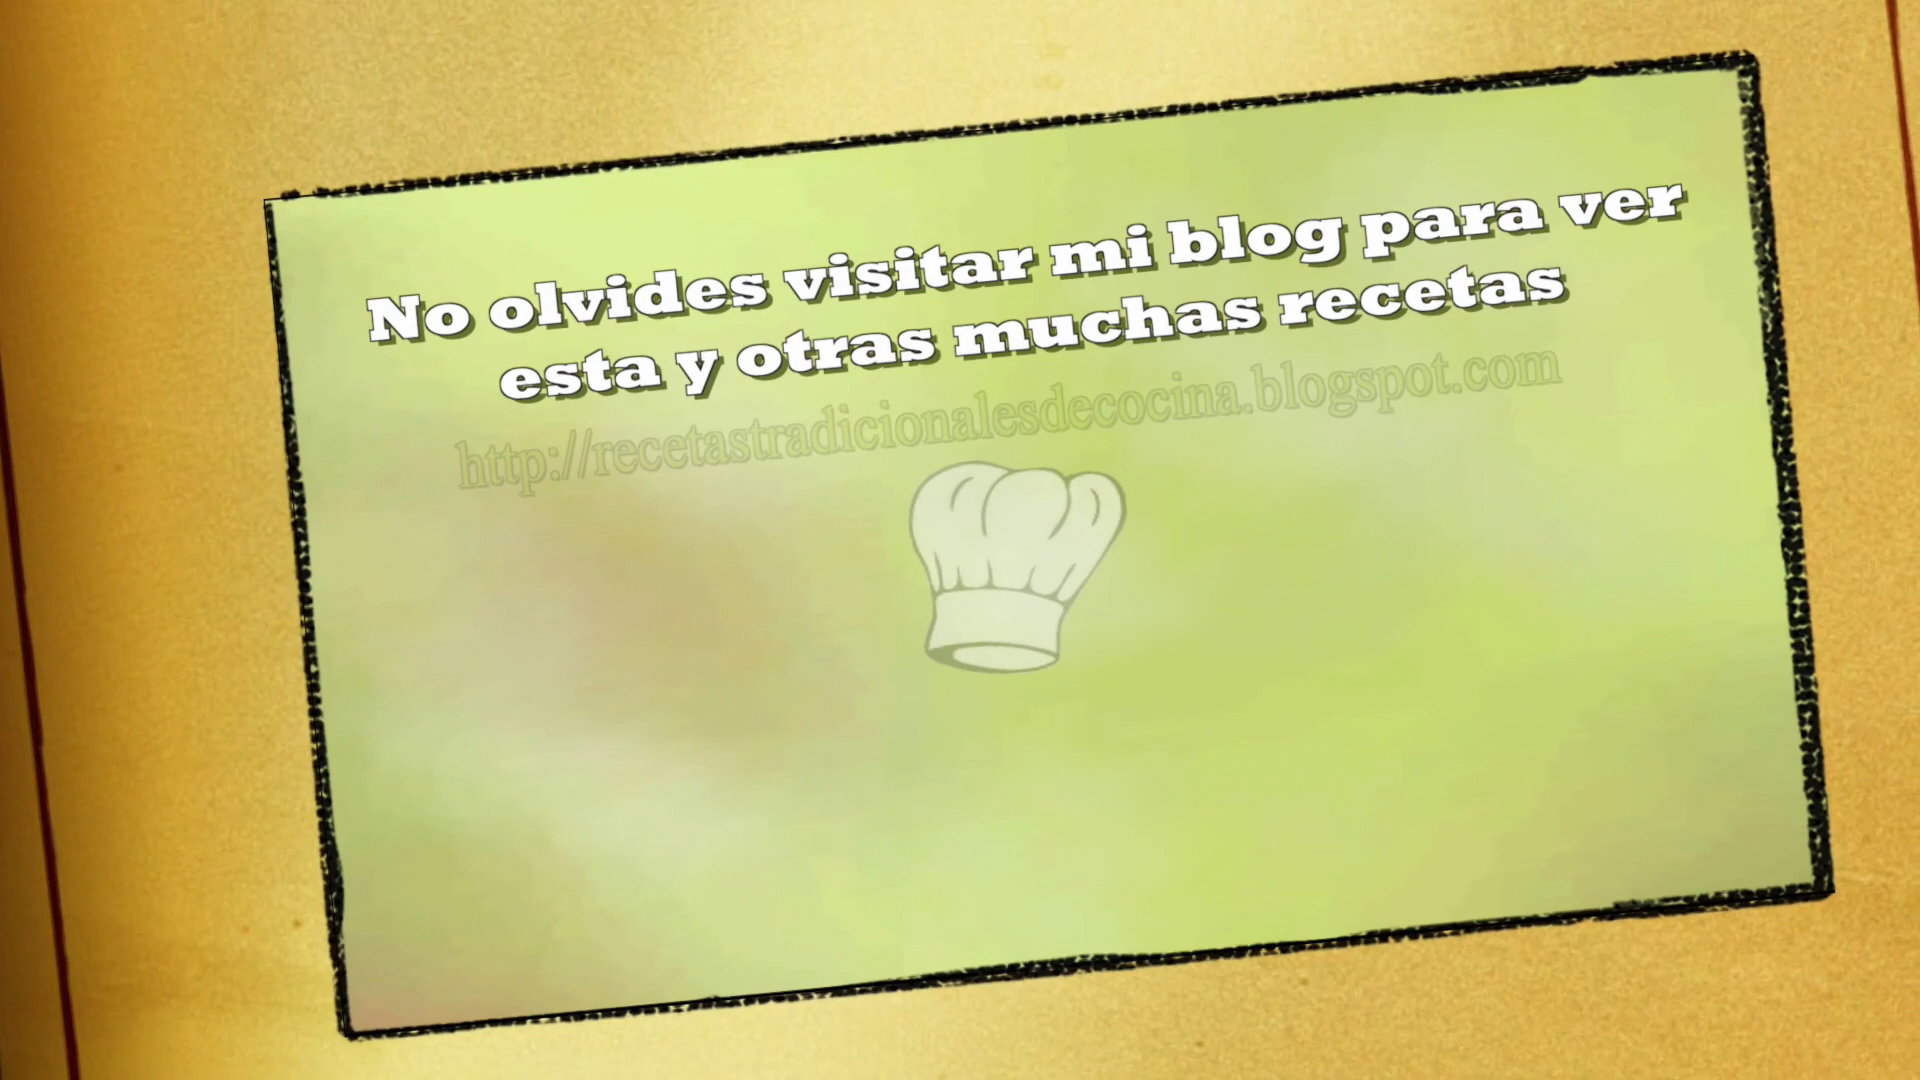 No olvides visitar mi blog para ver
esta y otras muchas recetas
http://recetastradicionalesdecocina.blogspot.com